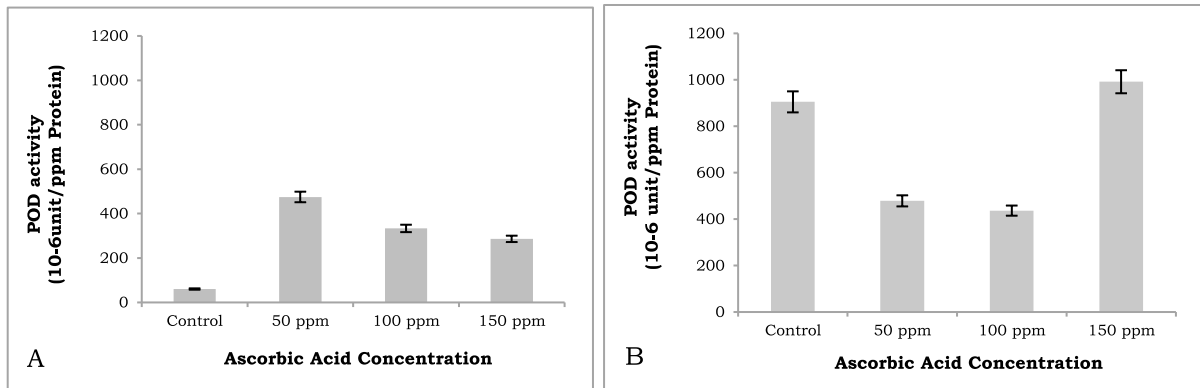 1200
1000
800
600
400
200
0
POD activity
(10-6unit/ppm Protein)
Control 50 ppm 100 ppm 150 ppm
Ascorbic Acid Concentration
A
1200
1000
800
600
400
200
0
POD activity
(10-6 unit/ppm Protein)
Control 50 ppm 100 ppm 150 ppm
Ascorbic Acid Concentration
B